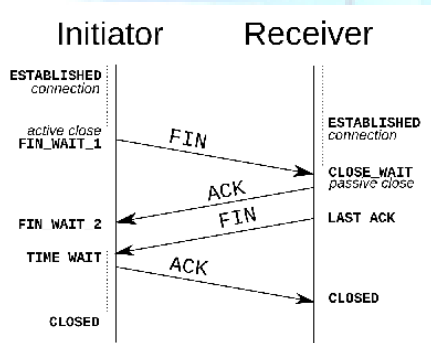 Initiator
Receiver
ESTABLISHED
connection
active close
FIN_WAIT_1
FIN
ESTABLISHED
connection
CLOSE_WAIT
passive close
ACK
FIN WAIT 2
FIN
LAST ACK
TIME WAIT
ACK
CLOSED
CLOSED